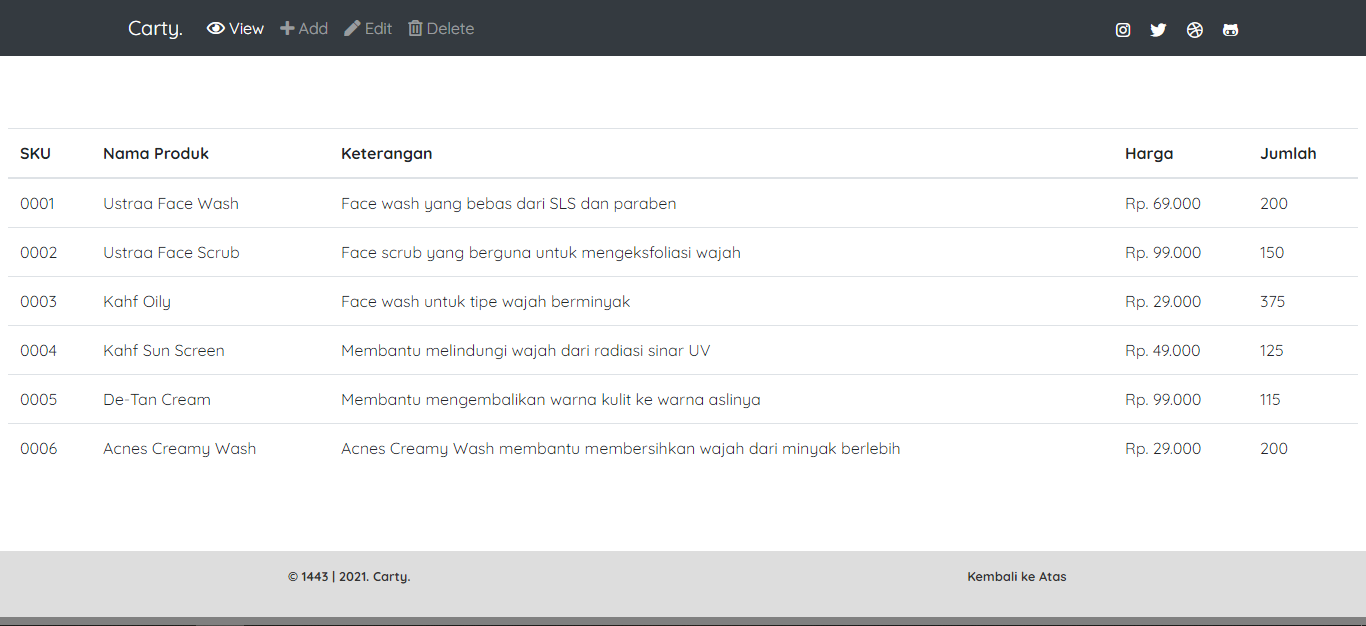 Carty. View Add Edit Delete
SKU Nama Produk Keterangan Harga Jumlah
0001 Ustraa Face Wash Face wash yang bebas dari SLS dan paraben Rp. 69.000 200
0002 Ustraa Face Scrub Face scrub yang berguna untuk mengeksfoliasi wajah Rp. 99.000 150
0003 Kahf Oily Face wash untuk tipe wajah berminyak Rp. 29.000 375
0004 Kahf Sun Screen Membantu melindungi wajah dari radiasi sinar UV Rp. 49.000 125
0005 De-Tan Cream Membantu mengembalikan warna kulit ke warna aslinya Rp. 99.000 115
0006 Acnes Creamy Wash Acnes Creamy Wash membantu membersihkan wajah dari minyak berlebih Rp. 29.000 200
© 1443 | 2021. Carty. Kembali ke Atas